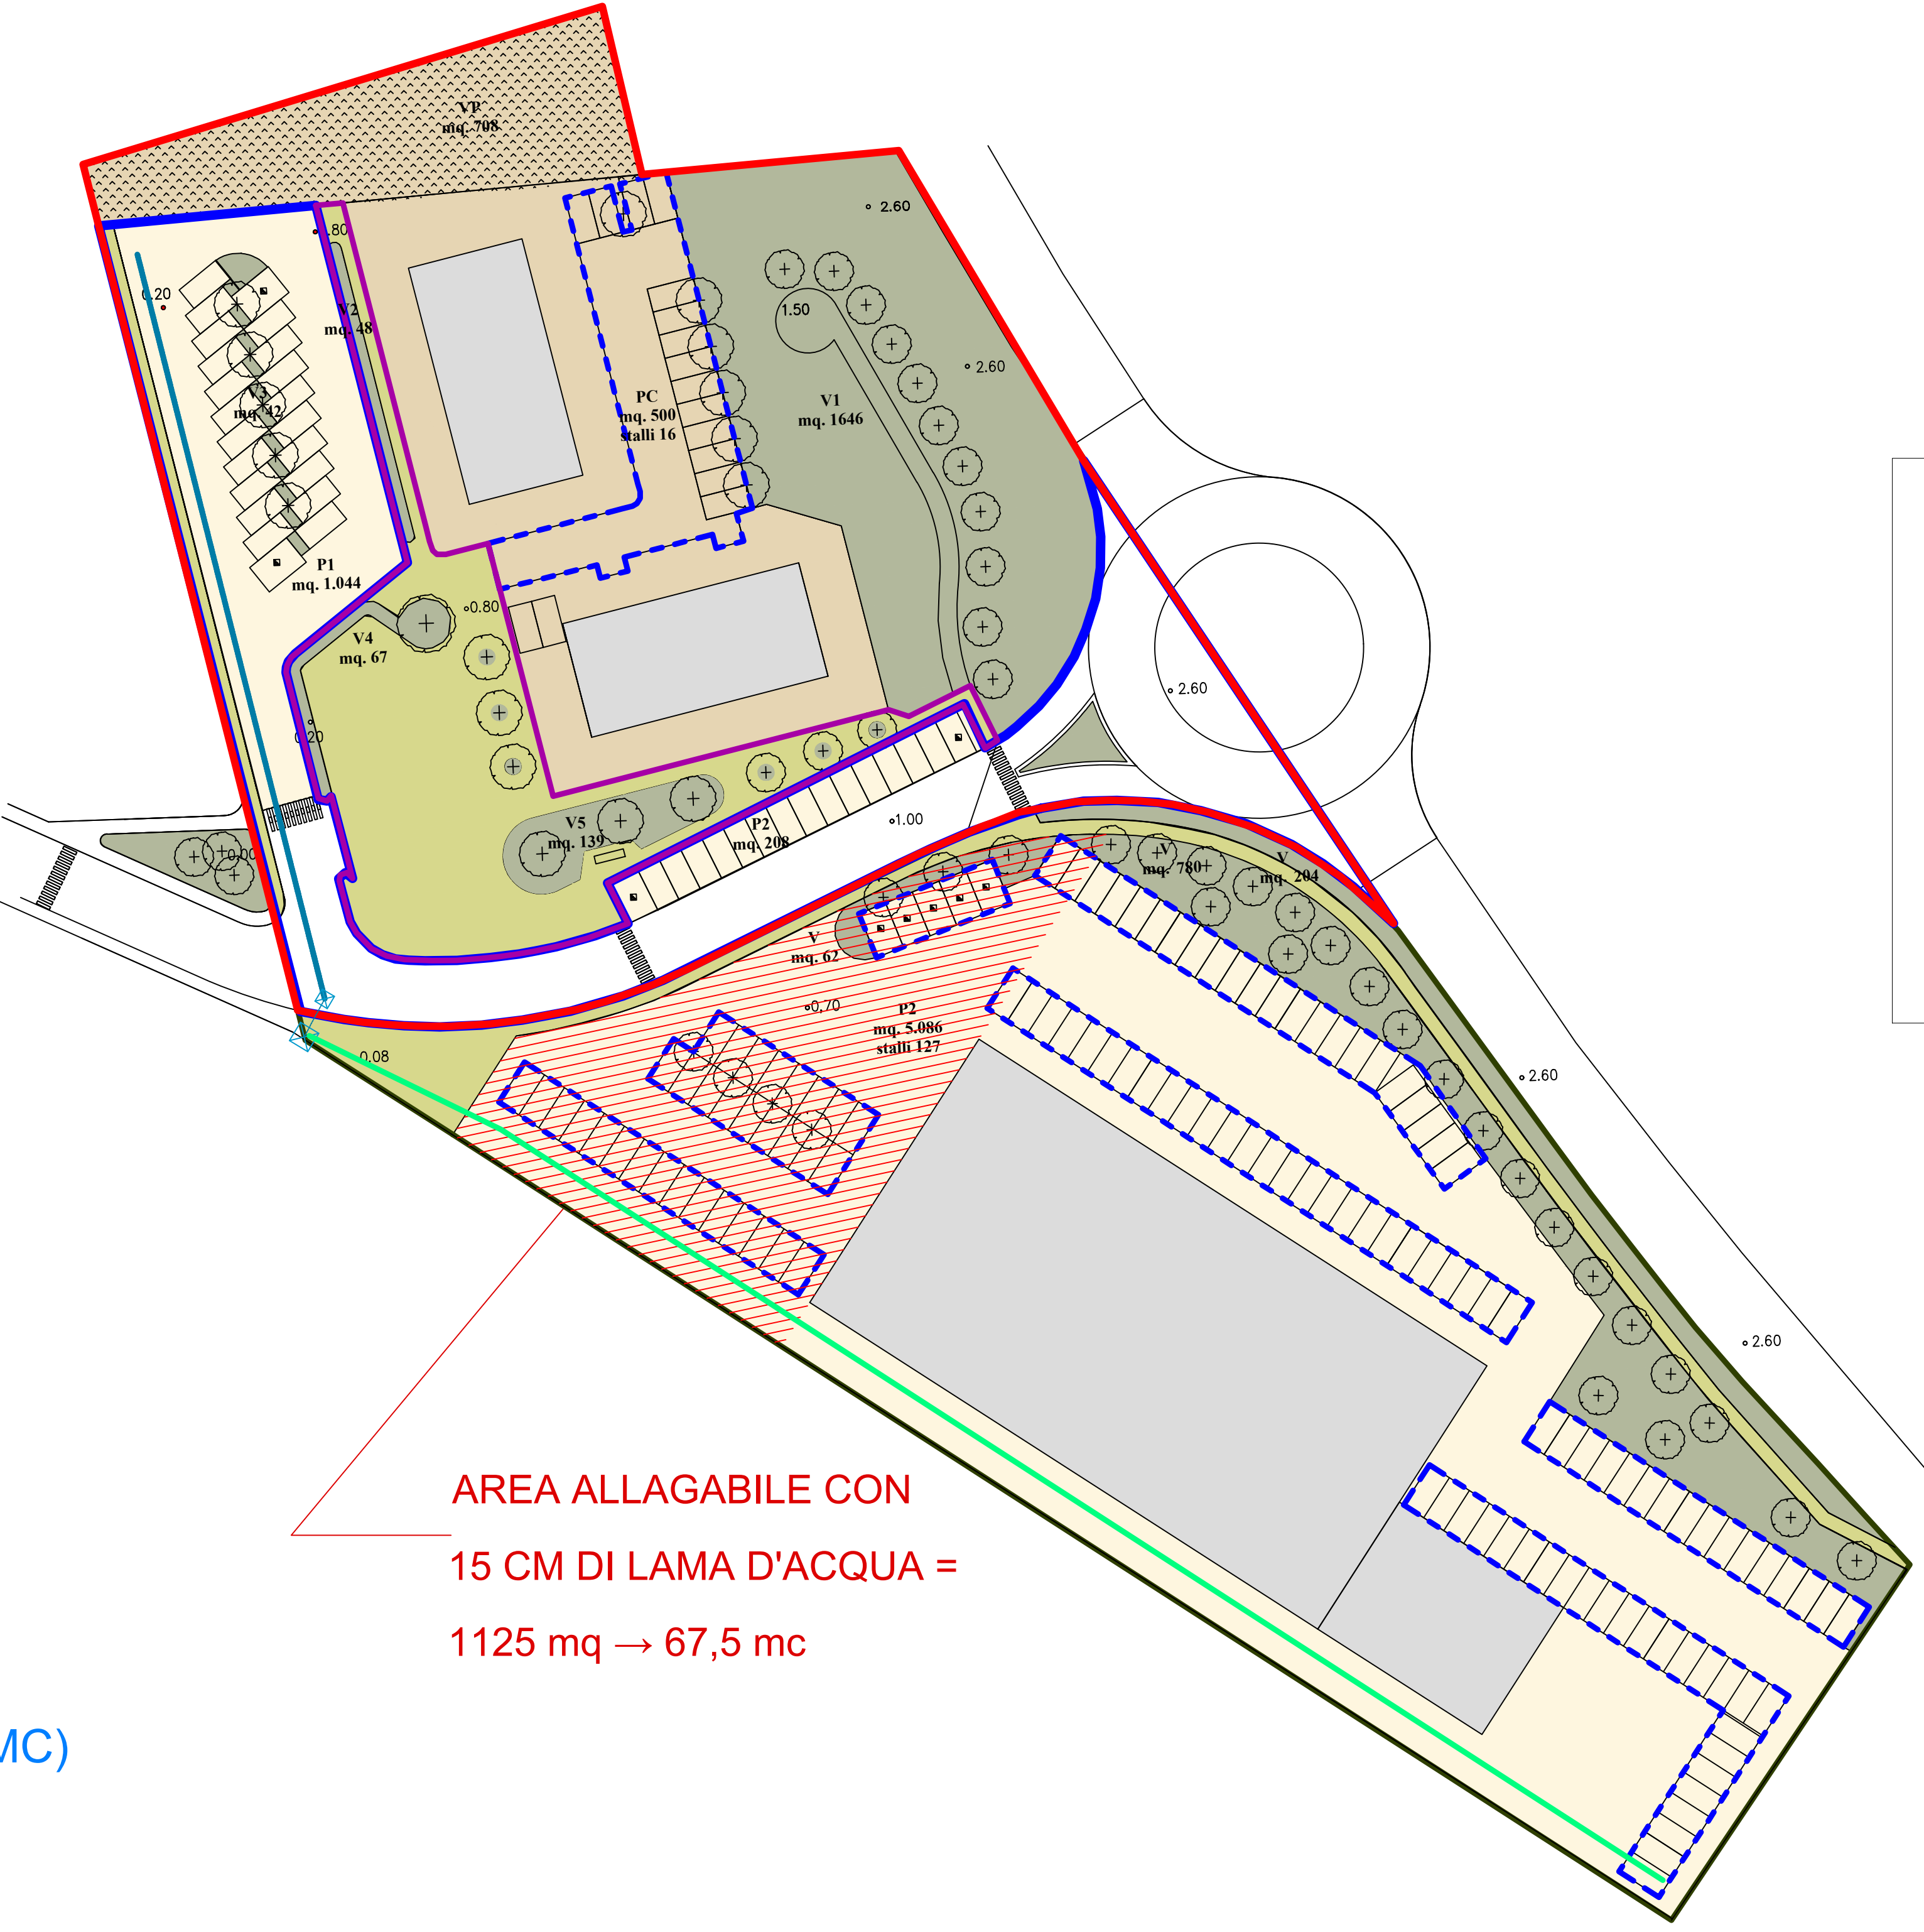 VP
mq. 708
2.60
.80
0.20
1.50
V2
mq. 48
2.60
V3
mq. 42
PC
mq. 500
stalli 16
V1
mq. 1646
P1
mq. 1.044
0.80
V4
mq. 67
2.60
0.20
V5
mq. 139
P2
mq. 208
1.00
0.00
V
mq. 780
V
mq. 204
V
mq. 62
0,70
P2
mq. 5.086
stalli 127
0.08
2.60
2.60
AREA ALLAGABILE CON
15 CM DI LAMA D'ACQUA =
1125 mq → 67,5 mc
MC)